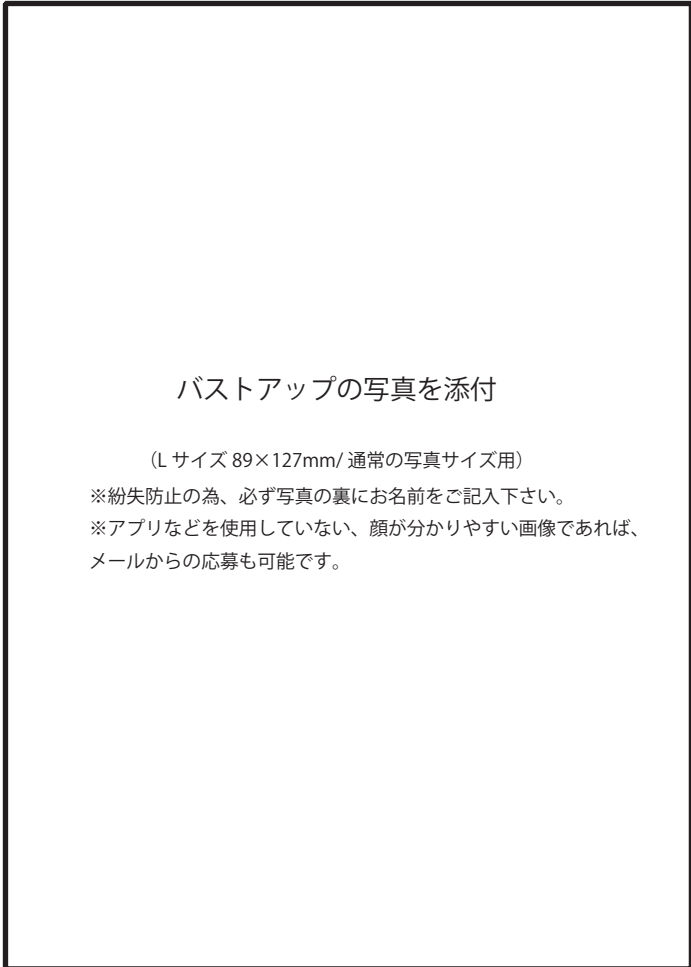 バストアップの写真を添付
（L サイズ 89×127mm/ 通常の写真サイズ用）
※紛失防止の為、必ず写真の裏にお名前をご記入下さい。
※アプリなどを使用していない、顔が分かりやすい画像であれば、
メールからの応募も可能です。